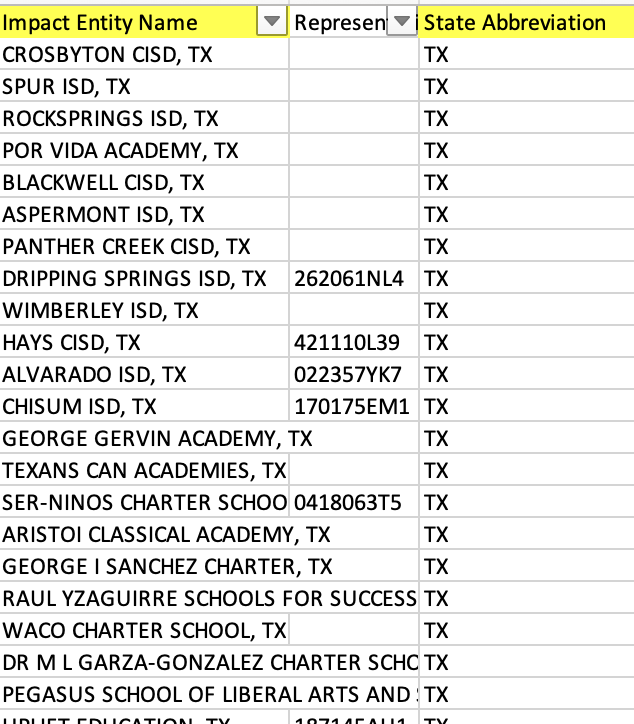 Impact Entity Name Represen State Abbreviation
CROSBYTON CISD, TX TX
SPUR ISD, TX TX
ROCKSPRINGS ISD, TX TX
POR VIDA ACADEMY, TX TX
BLACKWELL CISD, TX TX
ASPERMONT ISD, TX TX
PANTHER CREEK CISD, TX TX
DRIPPING SPRINGS ISD, TX 262061NL4 TX
WIMBERLEY ISD, TX TX
HAYS CISD, TX 421110L39 TX
ALVARADO ISD, TX 022357YK7 TX
CHISUM ISD, TX 170175EM1 TX
GEORGE GERVIN ACADEMY, TX TX
TEXANS CAN ACADEMIES, TX TX
SER-NINOS CHARTER SCHOO 0418063T5 TX
ARISTOI CLASSICAL ACADEMY, TX TX
GEORGE I SANCHEZ CHARTER, TX TX
RAUL YZAGUIRRE SCHOOLS FOR SUCCESS TX
WACO CHARTER SCHOOL, TX TX
DR M L GARZA-GONZALEZ CHARTER SCHO TX
PEGASUS SCHOOL OF LIBERAL ARTS AND TX
UPLIFT EDUCATION, TX 187145AH1 TX